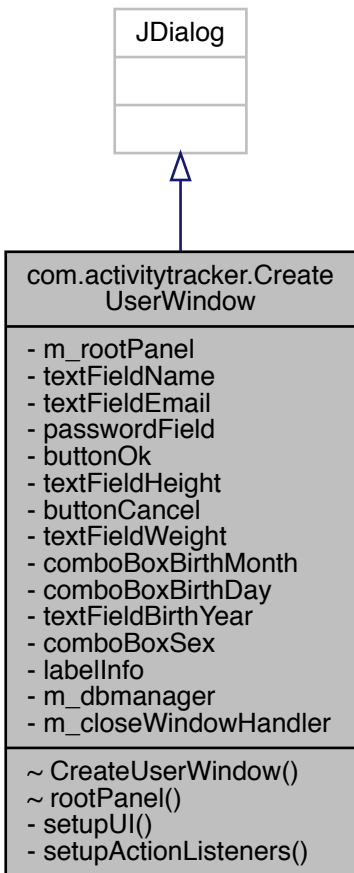 JDialog
com.activitytracker.Create
UserWindow
- m_rootPanel
- textFieldName
- textFieldEmail
- passwordField
- buttonOk
- textFieldHeight
- buttonCancel
- textFieldWeight
- comboBoxBirthMonth
- comboBoxBirthDay
- textFieldBirthYear
- comboBoxSex
- labelInfo
- m_dbmanager
- m_closeWindowHandler
~ CreateUserWindow()
~ rootPanel()
- setupUI()
- setupActionListeners()